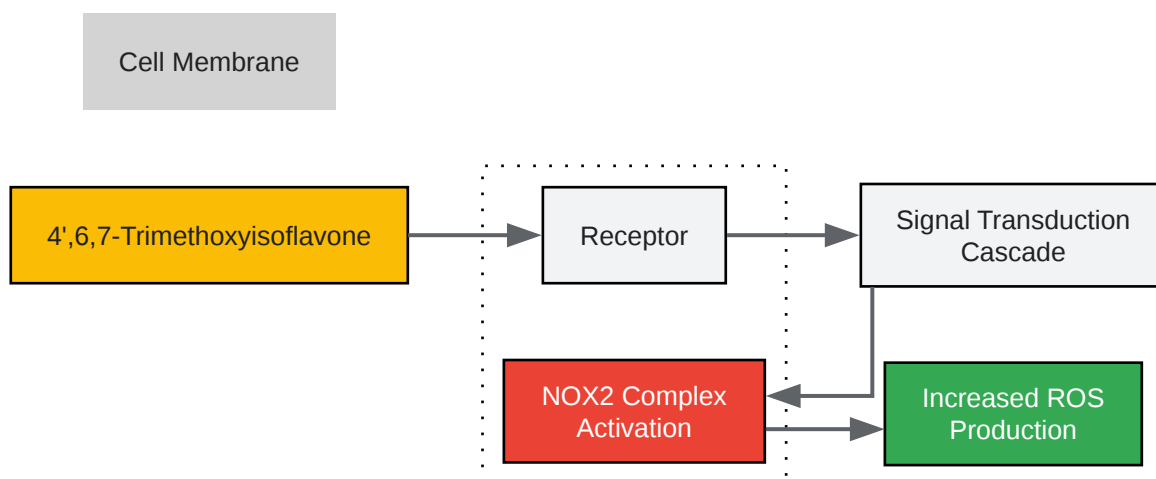 Cell Membrane
4',6,7-Trimethoxyisoflavone
Receptor
Signal Transduction
Cascade
NOX2 Complex
Activation
Increased ROS
Production